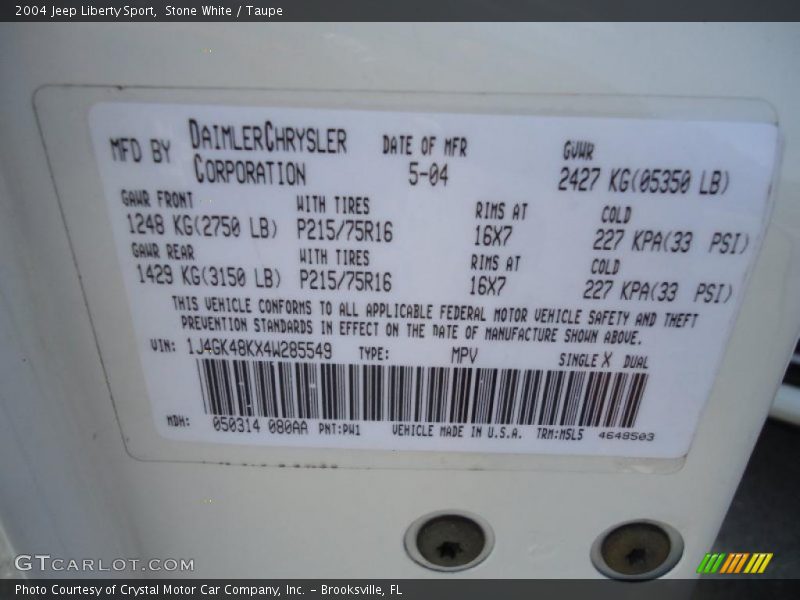 2004 Jeep Liberty Sport,  Stone White / Taupe
MFD BY DAIMLERCHRYSLER CORPORATION DATE OF MFR 5-04 GVWR 2427 KG(05350 LB)
GAWR FRONT WITH TIRES RIMS AT COLD
1248 KG(2750 LB) P215/75R16 16X7 227 KPA(33 PSI)
GAWR REAR WITH TIRES RIMS AT COLD
1429 KG(3150 LB) P215/75R16 16X7 227 KPA(33 PSI)
THIS VEHICLE CONFORMS TO ALL APPLICABLE FEDERAL MOTOR VEHICLE SAFETY AND THEFT
PREVENTION STANDARDS IN EFFECT ON THE DATE OF MANUFACTURE SHOWN ABOVE.
VIN: 1J4GK48KX4W285549 TYPE: MPV SINGLE X DUAL
MDH: 050314 080AA PNT:PW1 VEHICLE MADE IN U.S.A. TRM:MSL5 4648503
GTCARLOT.COM
Photo Courtesy of Crystal Motor Car Company, Inc. – Brooksville, FL